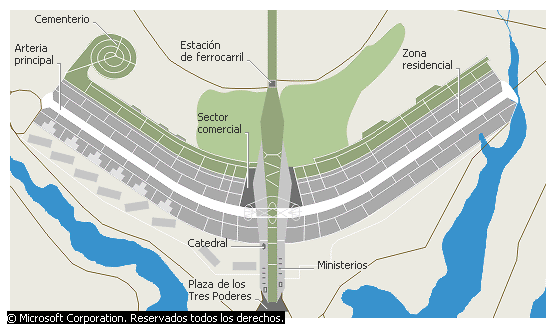 Cementerio
Arteria
principal
Estación
de ferrocarril
Zona
residencial
Sector
comercial
Catedral
Ministerios
Plaza de los
Tres Poderes
© Microsoft Corporation. Reservados todos los derechos.